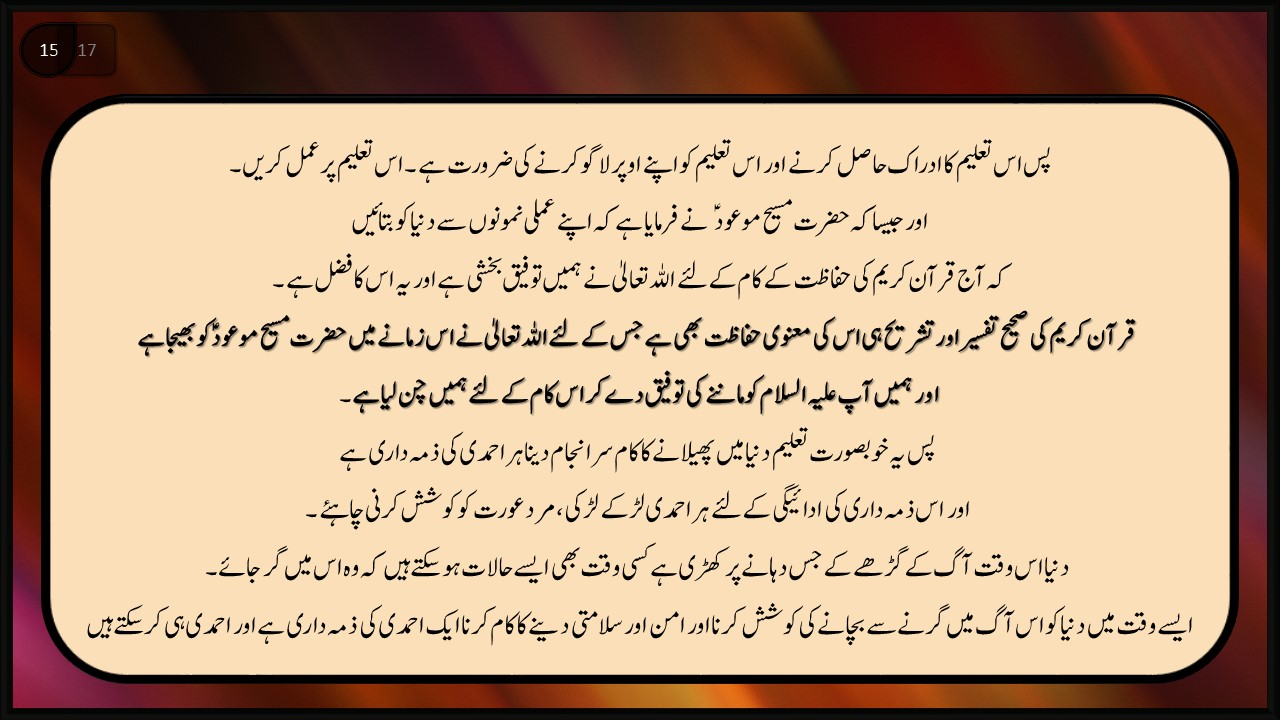 15 17
پس اس تعلیم کا ادراک حاصل کرنے اور اس تعلیم کو اپنے اوپر لاگو کرنے کی ضرورت ہے۔ اس تعلیم پر عمل کریں۔
اور جیسا کہ حضرت مسیح موعودؑ نے فرمایا ہے کہ اپنے عملی نمونوں سے دنیا کو بتائیں
کہ آج قرآن کریم کی حفاظت کے کام کے لئے اللہ تعالیٰ نے ہمیں توفیق بخشی ہے اور یہ اس کا فضل ہے۔
قرآن کریم کی صحیح تفسیر اور تشریح ہی اس کی معنوی حفاظت بھی ہے جس کے لئے اللہ تعالیٰ نے اس زمانے میں حضرت مسیح موعودؑ کو بھیجا ہے
اور ہمیں آپ علیہ السلام کو ماننے کی توفیق دے کر اس کام کے لئے ہمیں چن لیا ہے۔
پس یہ خوبصورت تعلیم دنیا میں پھیلانے کا کام سرانجام دینا ہر احمدی کی ذمہ داری ہے
اور اس ذمہ داری کی ادائیگی کے لئے ہر احمدی لڑکے لڑکی، مرد عورت کو کوشش کرنی چاہئے۔
دنیا اس وقت آگ کے گڑھے کے جس دہانے پر کھڑی ہے کسی وقت بھی ایسے حالات ہو سکتے ہیں کہ وہ اس میں گر جائے۔
ایسے وقت میں دنیا کو اس آگ میں گرنے سے بچانے کی کوشش کرنا اور امن اور سلامتی دینے کا کام کرنا ایک احمدی کی ذمہ داری ہے اور احمدی ہی کر سکتے ہیں